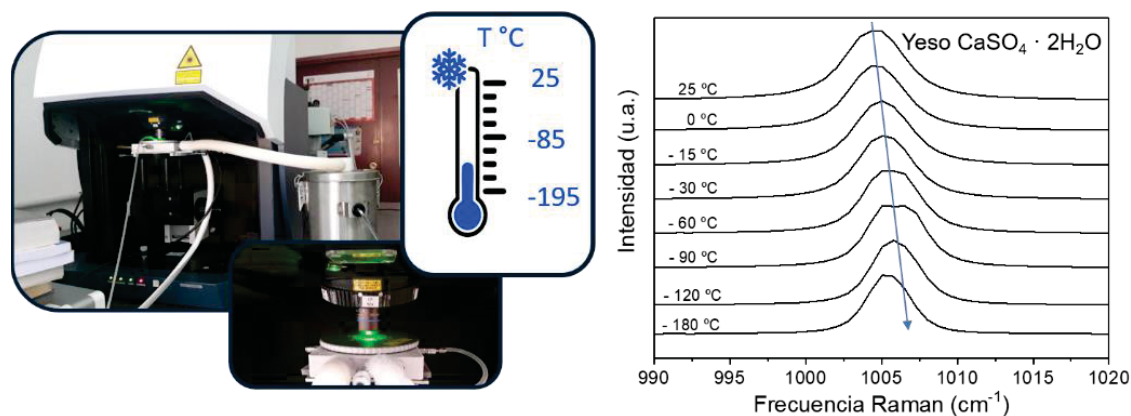 T °C
25
-85
-195
Yeso CaSO₄ · 2H₂O
25 ºC
0 ºC
- 15 ºC
- 30 ºC
- 60 ºC
- 90 ºC
- 120 ºC
- 180 ºC
Intensidad (u.a.)
990 995 1000 1005 1010 1015 1020
Frecuencia Raman (cm⁻¹)